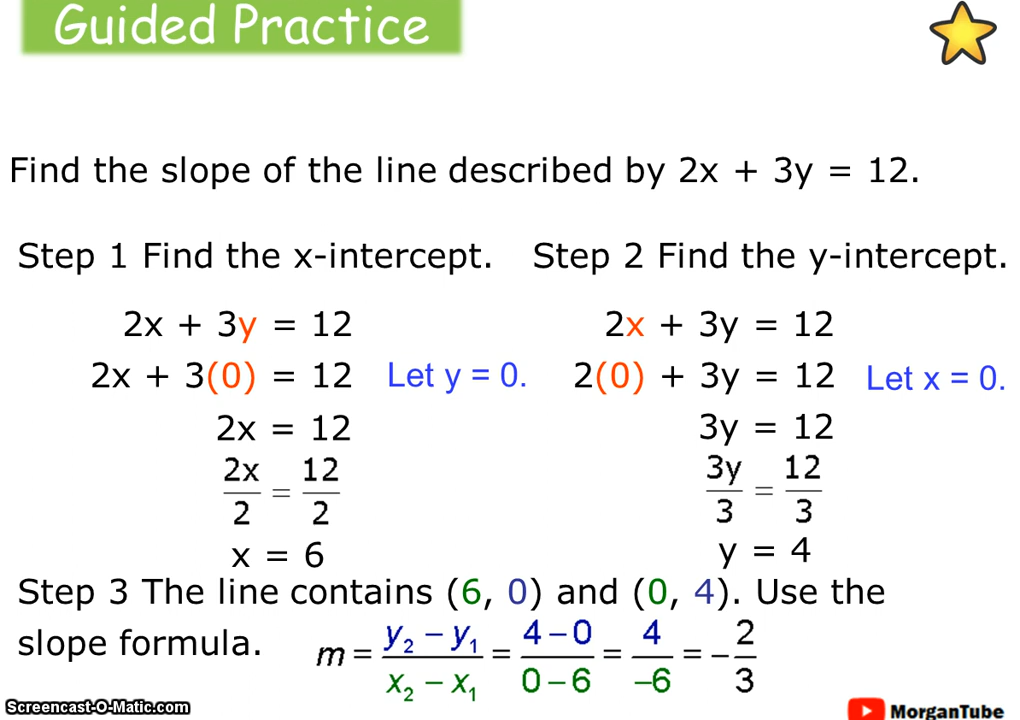 Guided Practice
Find the slope of the line described by 2x + 3y = 12.
Step 1 Find the x-intercept.
2x + 3y = 12
2x + 3(0) = 12 Let y = 0.
2x = 12
2x/2 = 12/2
x = 6
Step 2 Find the y-intercept.
2x + 3y = 12
2(0) + 3y = 12 Let x = 0.
3y = 12
3y/3 = 12/3
y = 4
Step 3 The line contains (6, 0) and (0, 4). Use the
slope formula. m = (y₂ – y₁)/(x₂ – x₁) = (4 – 0)/(0 – 6) = 4/–6 = –2/3
Screencast-O-Matic.com
MorganTube